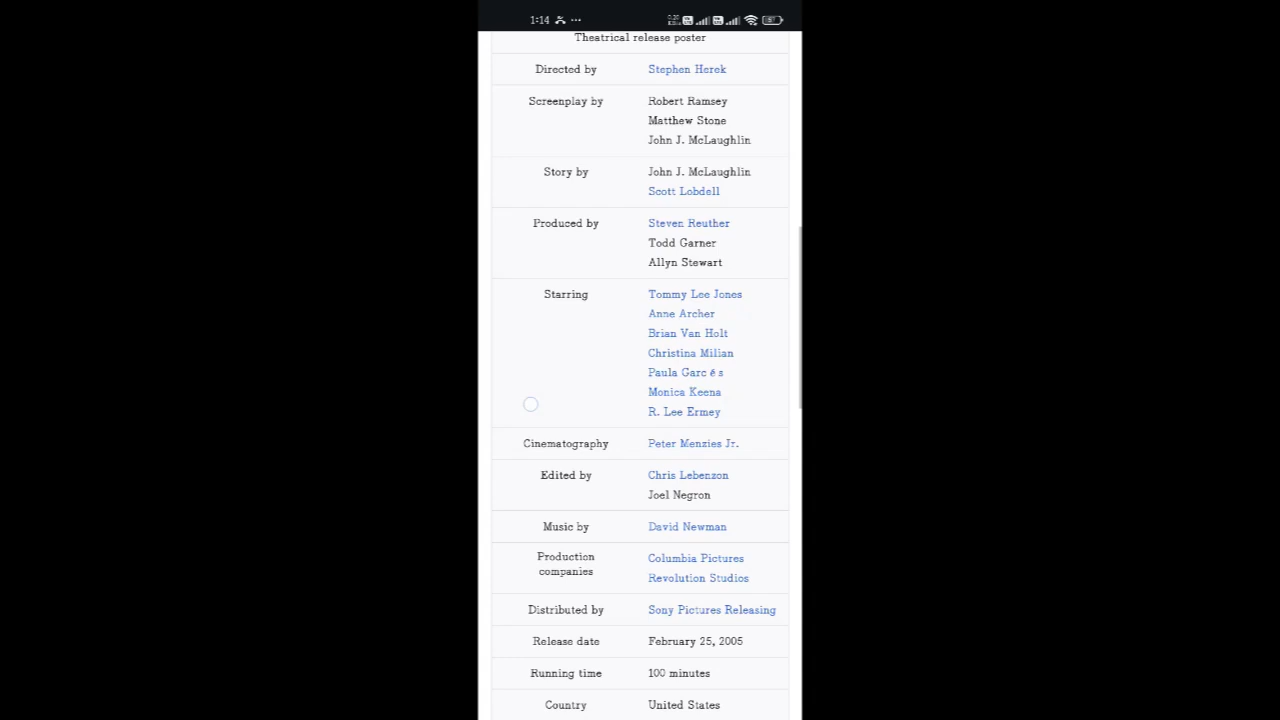 1:14
Theatrical release poster
Directed by Stephen Herek
Screenplay by Robert Ramsey
Matthew Stone
John J. McLaughlin
Story by John J. McLaughlin
Scott Lobdell
Produced by Steven Reuther
Todd Garner
Allyn Stewart
Starring Tommy Lee Jones
Anne Archer
Brian Van Holt
Christina Milian
Paula Garc é s
Monica Keena
R. Lee Ermey
Cinematography Peter Menzies Jr.
Edited by Chris Lebenzon
Joel Negron
Music by David Newman
Production companies Columbia Pictures
Revolution Studios
Distributed by Sony Pictures Releasing
Release date February 25, 2005
Running time 100 minutes
Country United States